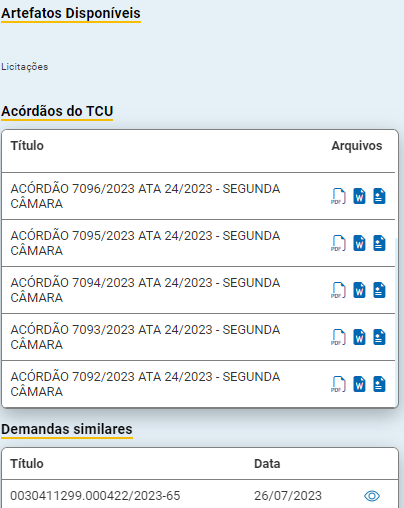 Artefatos Disponíveis
Licitações
Acórdãos do TCU
Título Arquivos
ACÓRDÃO 7096/2023 ATA 24/2023 - SEGUNDA
CÂMARA
PDF
ACÓRDÃO 7095/2023 ATA 24/2023 - SEGUNDA
CÂMARA
PDF
ACÓRDÃO 7094/2023 ATA 24/2023 - SEGUNDA
CÂMARA
PDF
ACÓRDÃO 7093/2023 ATA 24/2023 - SEGUNDA
CÂMARA
PDF
ACÓRDÃO 7092/2023 ATA 24/2023 - SEGUNDA
CÂMARA
PDF
Demandas similares
Título Data
0030411299.000422/2023-65 26/07/2023